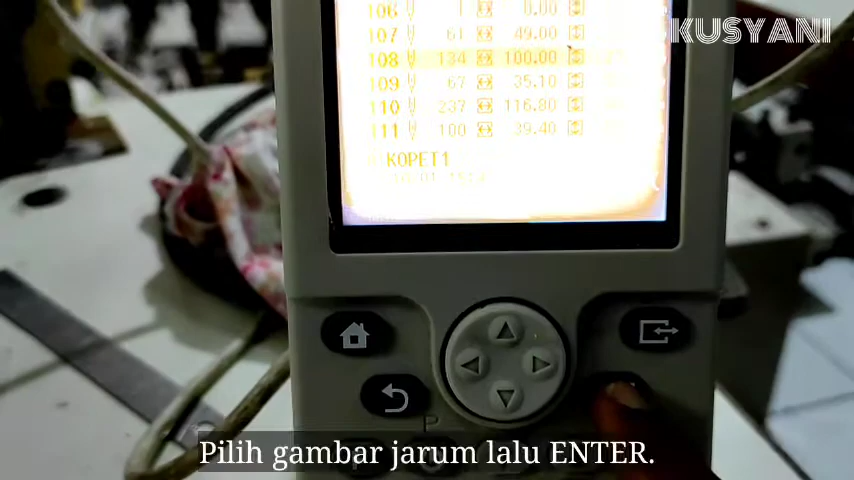 KUSYANI
106 1 0.00
107 61 49.00
108 134 100.00
109 67 35.10
110 237 116.80
111 100 39.40
KOPET1
P
Pilih gambar jarum lalu ENTER.